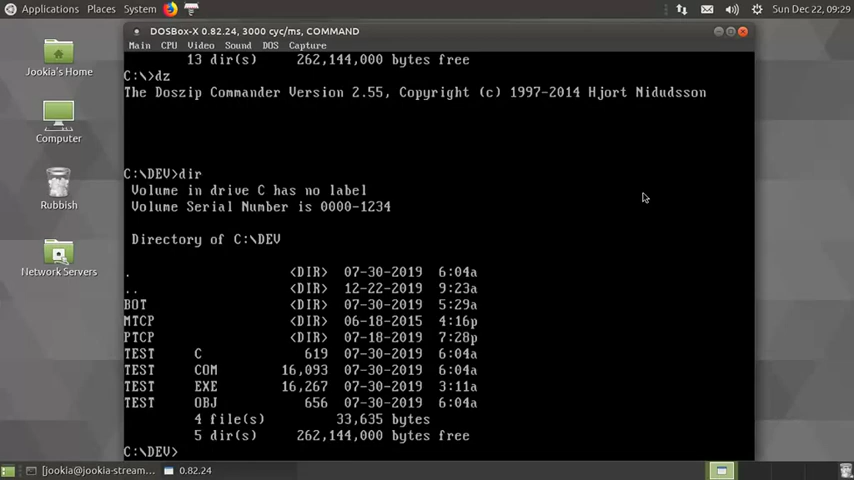 Applications Places System Sun Dec 22, 09:29
DOSBox-X 0.82.24, 3000 cyc/ms, COMMAND
Main CPU Video Sound DOS Capture
Jookia's Home
Computer
Rubbish
Network Servers
13 dir(s) 262,144,000 bytes free
C:\>dz
The Doszip Commander Version 2.55, Copyright (c) 1997-2014 Hjort Nidudsson
C:\DEV>dir
Volume in drive C has no label
Volume Serial Number is 0000-1234
Directory of C:\DEV
. <DIR> 07-30-2019 6:04a
.. <DIR> 12-22-2019 9:23a
BOT <DIR> 07-30-2019 5:29a
MTCP <DIR> 06-18-2015 4:16p
PTCP <DIR> 07-18-2019 7:28p
TEST C 619 07-30-2019 6:04a
TEST COM 16,093 07-30-2019 6:04a
TEST EXE 16,267 07-30-2019 3:11a
TEST OBJ 656 07-30-2019 6:04a
4 file(s) 33,635 bytes
5 dir(s) 262,144,000 bytes free
C:\DEV>
[jookia@jookia-stream... 0.82.24